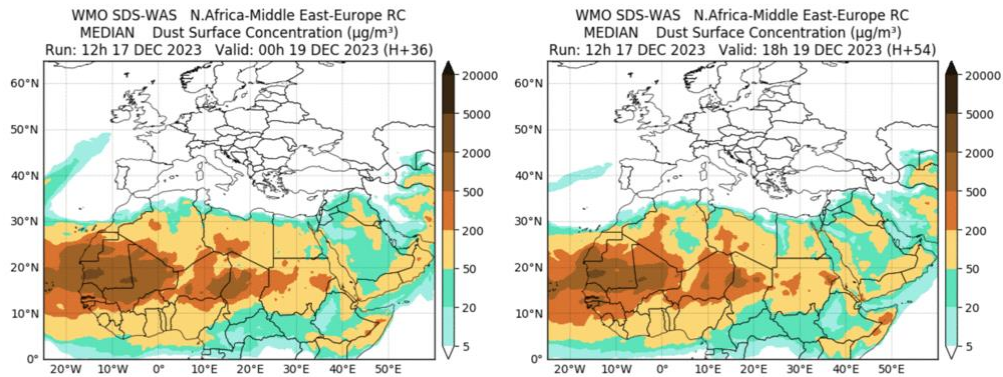 WMO SDS-WAS N.Africa-Middle East-Europe RC
MEDIAN Dust Surface Concentration (µg/m³)
Run: 12h 17 DEC 2023 Valid: 00h 19 DEC 2023 (H+36)
60°N
50°N
40°N
30°N
20°N
10°N
0°
20°W
10°W
0°
10°E
20°E
30°E
40°E
50°E
20000
5000
2000
500
200
50
20
5
WMO SDS-WAS N.Africa-Middle East-Europe RC
MEDIAN Dust Surface Concentration (µg/m³)
Run: 12h 17 DEC 2023 Valid: 18h 19 DEC 2023 (H+54)
60°N
50°N
40°N
30°N
20°N
10°N
0°
20°W
10°W
0°
10°E
20°E
30°E
40°E
50°E
20000
5000
2000
500
200
50
20
5